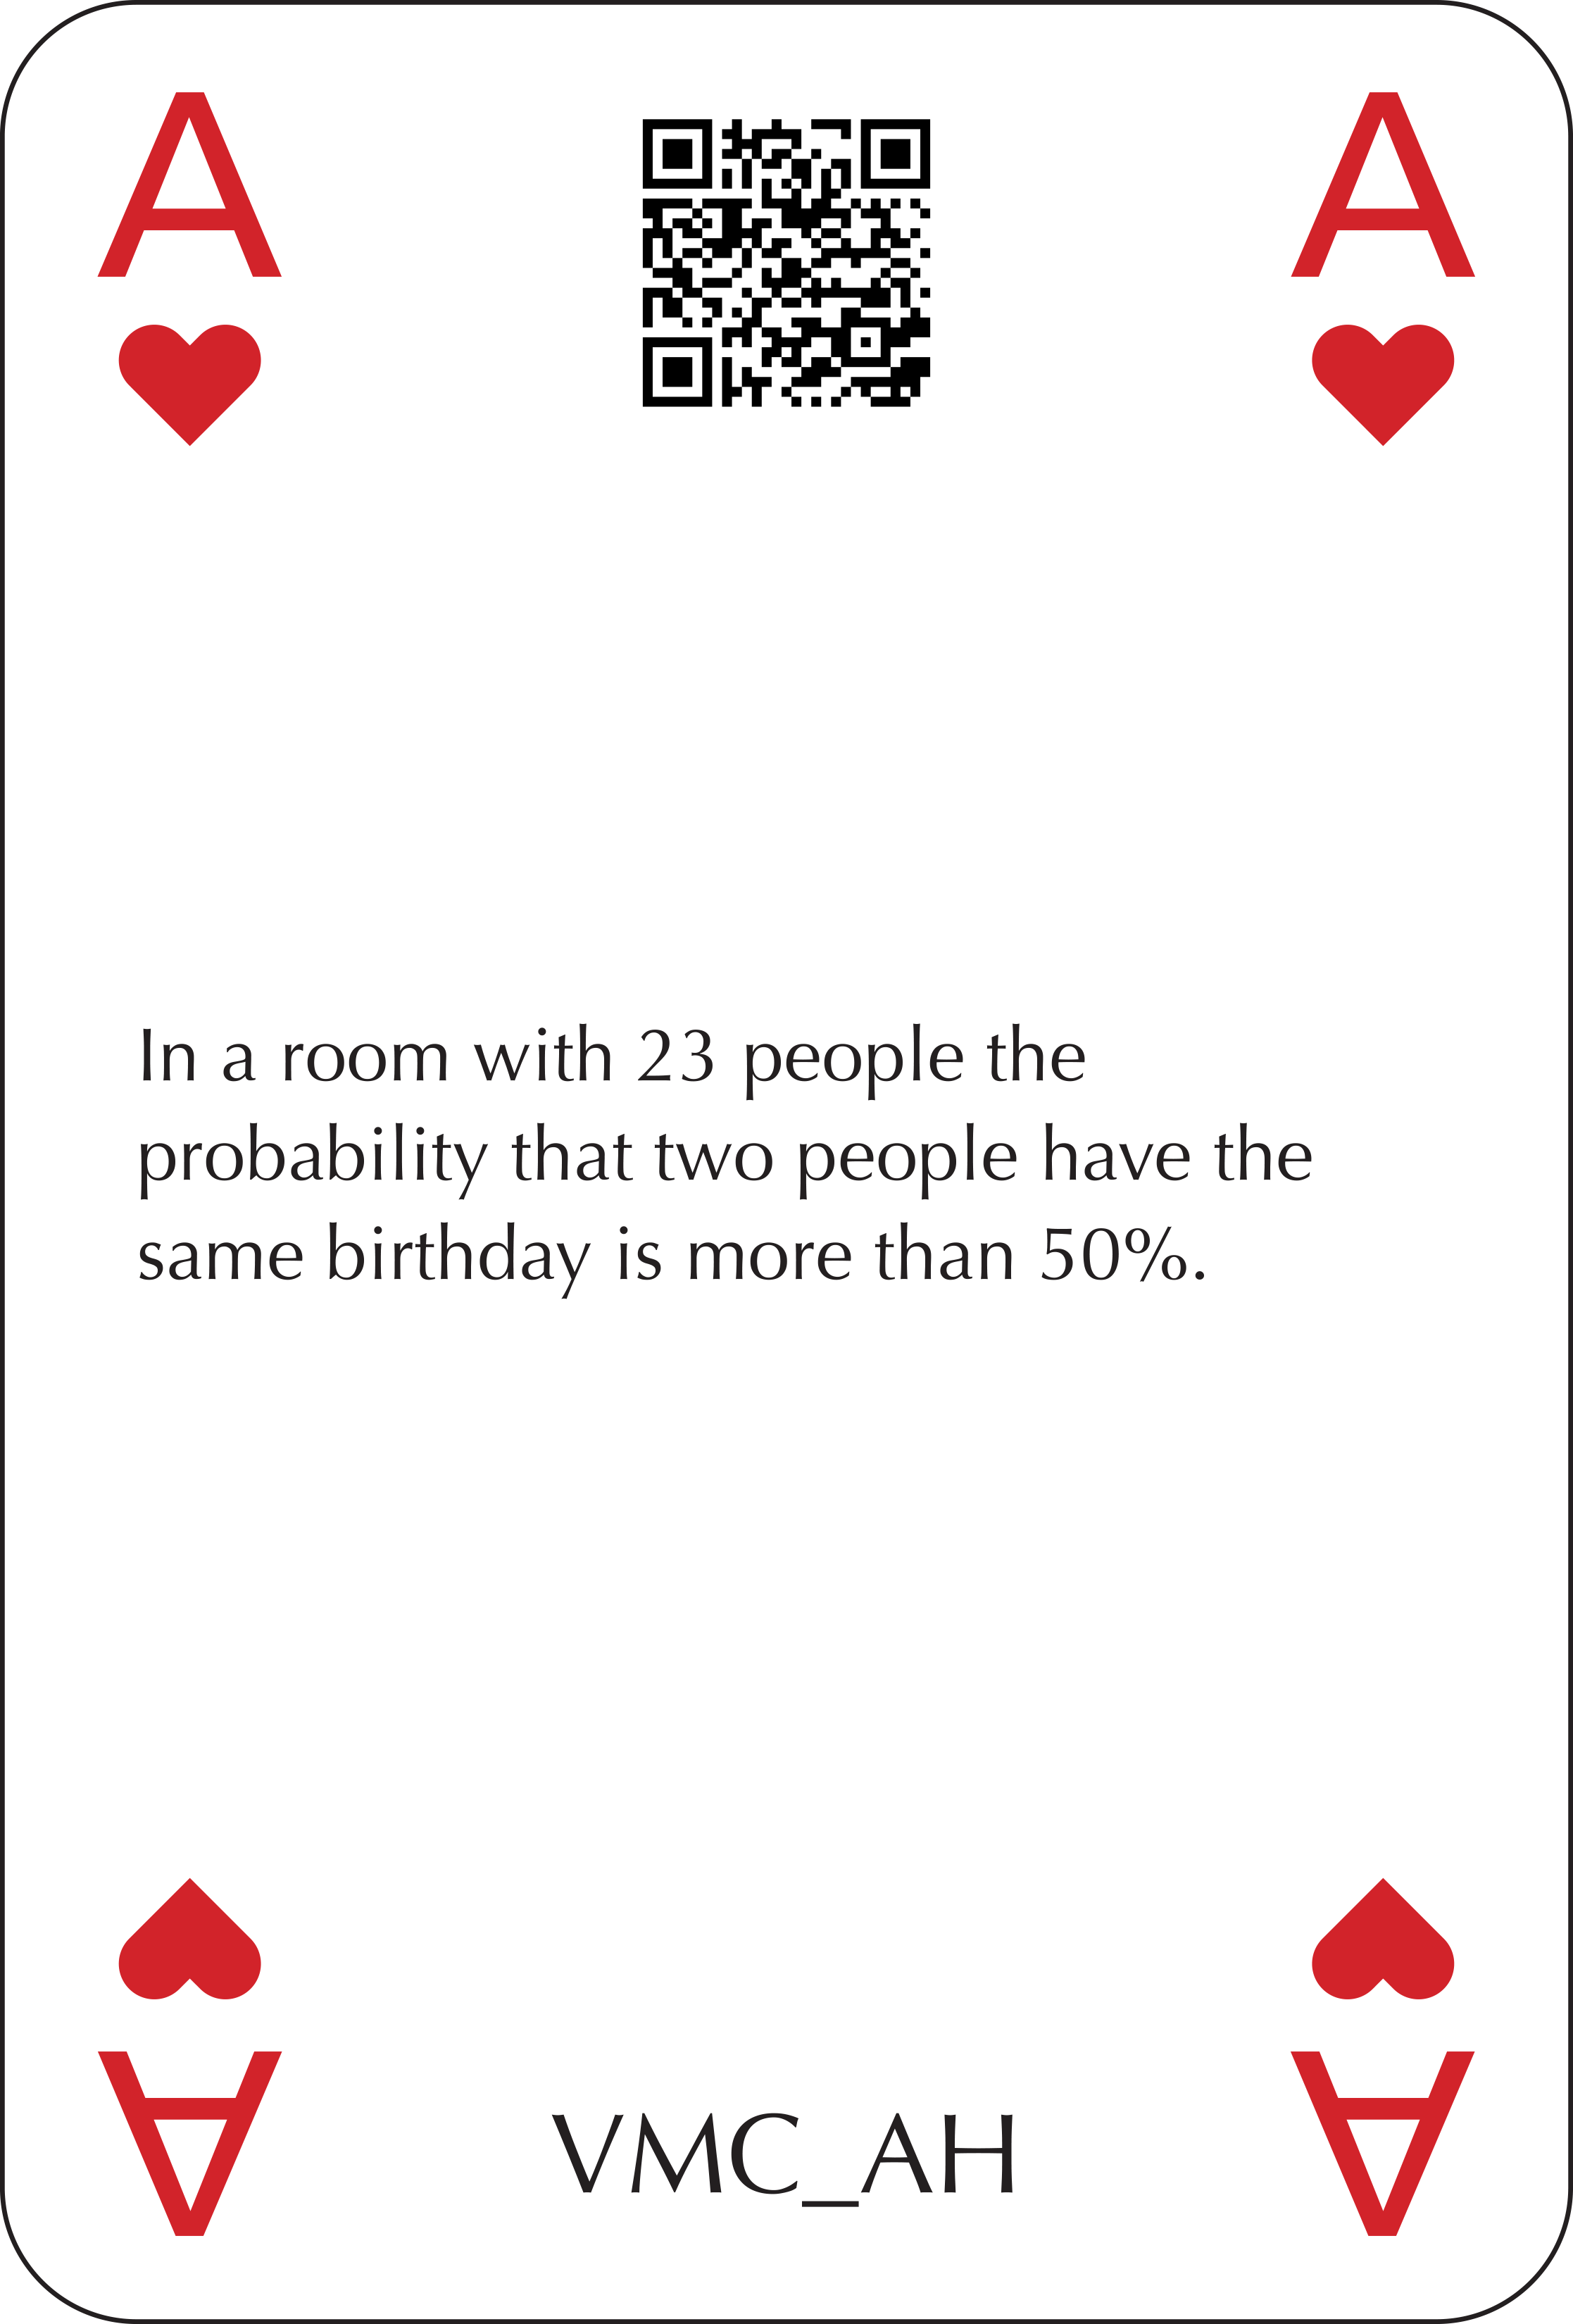 A A
In a room with 23 people the
probability that two people have the
same birthday is more than 50%.
A VMC_AH A